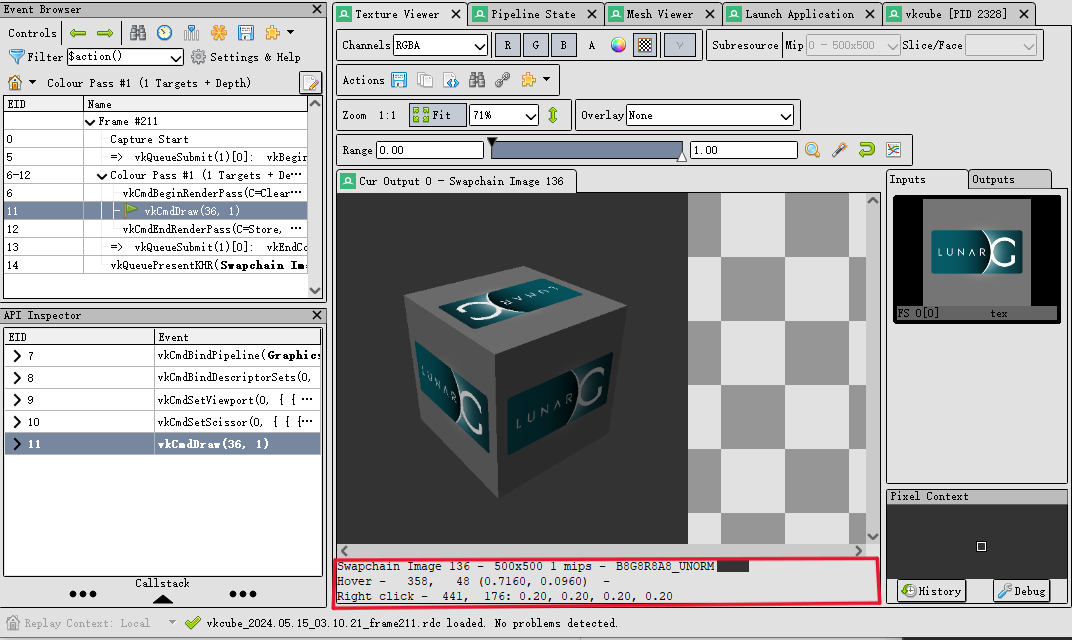 Event Browser
Controls
Filter $action() Settings & Help
Colour Pass #1 (1 Targets + Depth)
EID Name
Frame #211
0 Capture Start
5 => vkQueueSubmit(1)[0]: vkBegin
6-12 Colour Pass #1 (1 Targets + De···
6 vkCmdBeginRenderPass(C=Clear···
11 vkCmdDraw(36, 1)
12 vkCmdEndRenderPass(C=Store, ···
13 => vkQueueSubmit(1)[0]: vkEndCo
14 vkQueuePresentKHR(Swapchain Im
API Inspector
EID Event
7 vkCmdBindPipeline(Graphics
8 vkCmdBindDescriptorSets(0,
9 vkCmdSetViewport(0, { { ···
10 vkCmdSetScissor(0, { { {···
11 vkCmdDraw(36, 1)
Callstack
Texture Viewer Pipeline State Mesh Viewer Launch Application vkcube [PID 2328]
Channels RGBA R G B A γ Subresource Mip 0 - 500x500 Slice/Face
Actions
Zoom 1:1 Fit 71% Overlay None
Range 0.00 1.00
Cur Output 0 - Swapchain Image 136
LUNARG
LUNARG
LUNARG
Swapchain Image 136 - 500x500 1 mips - B8G8R8A8_UNORM
Hover - 358, 48 (0.7160, 0.0960) -
Right click - 441, 176: 0.20, 0.20, 0.20, 0.20
Inputs Outputs
LUNARG
FS 0[0] tex
Pixel Context
History Debug
Replay Context: Local vkcube_2024.05.15_03.10.21_frame211.rdc loaded. No problems detected.